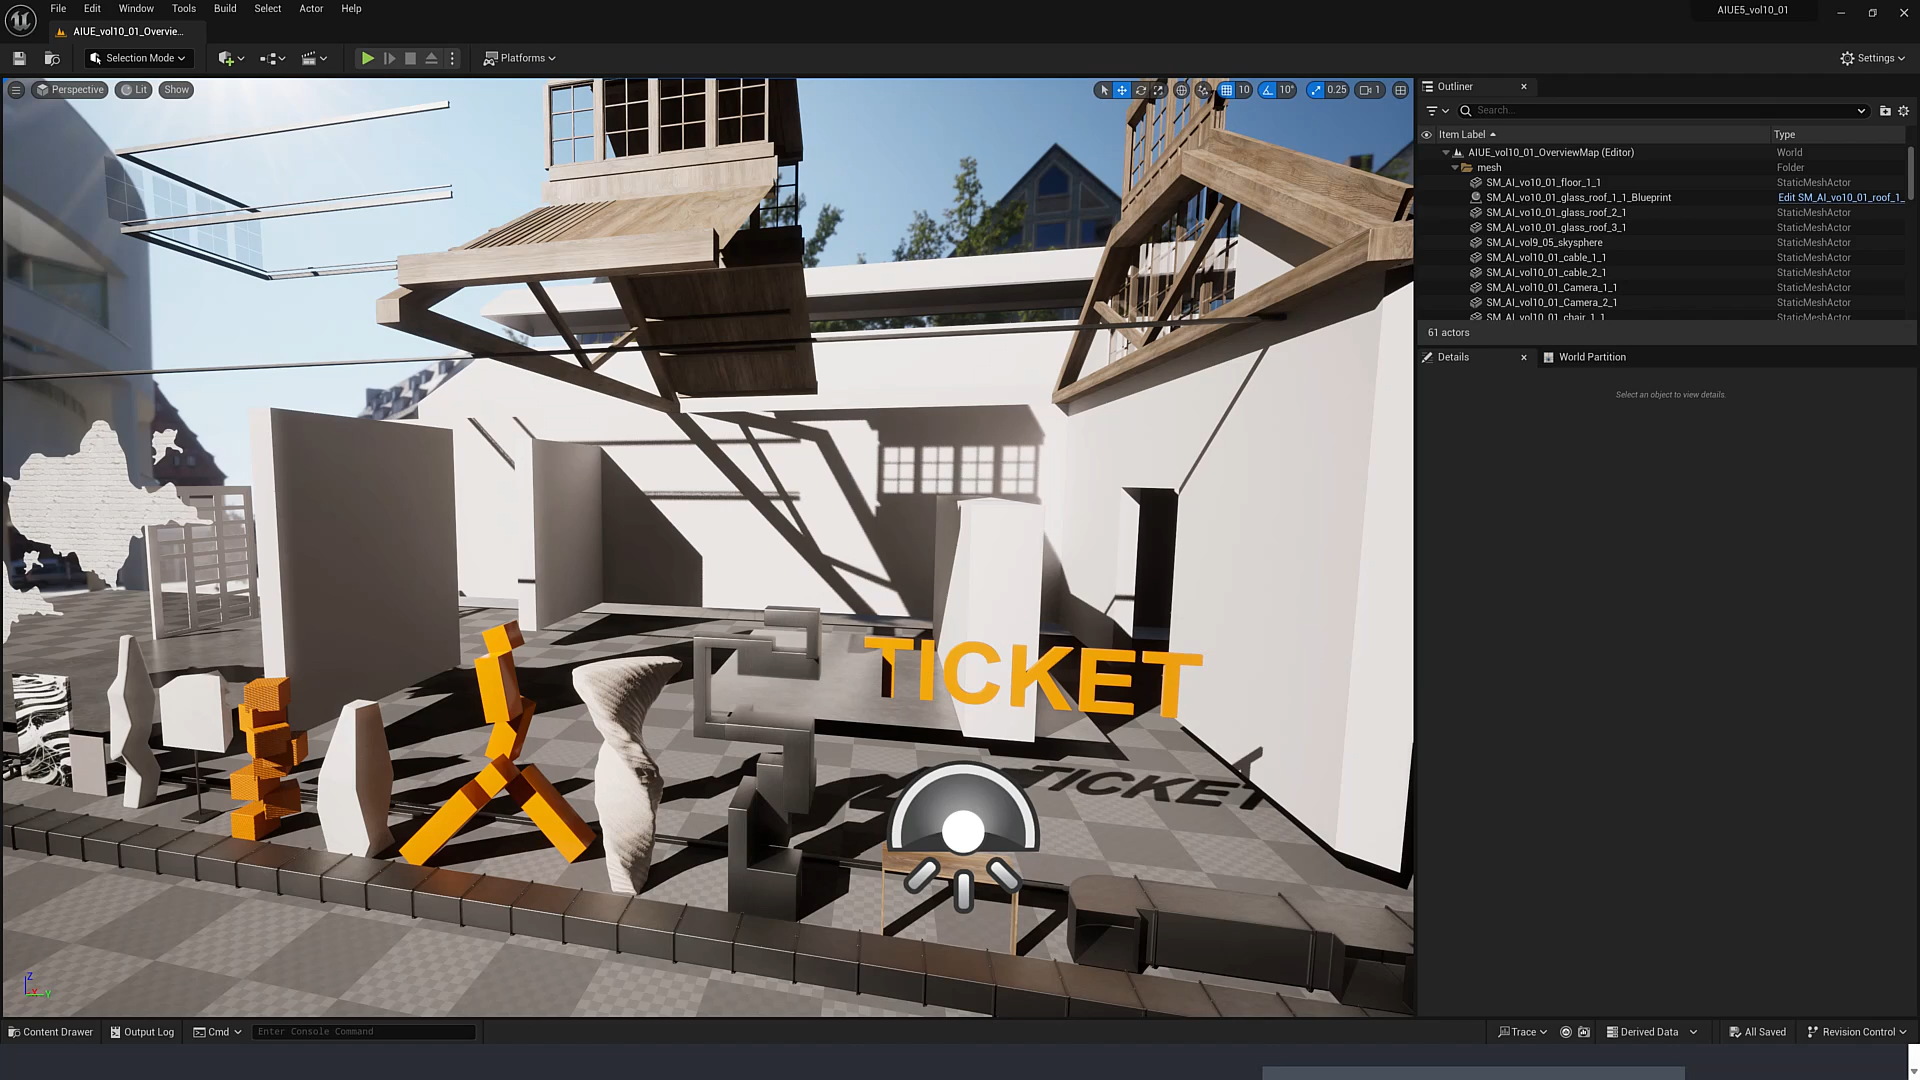 File Edit Window Tools Build Select Actor Help
AIUE5_vol10_01
AIUE_vol10_01_Overvie...
Selection Mode
Platforms
Settings
Perspective Lit Show
10 10° 0.25 1
Outliner
Search...
Item Label Type
AIUE_vol10_01_OverviewMap (Editor) World
mesh Folder
SM_AI_vo10_01_floor_1_1 StaticMeshActor
SM_AI_vo10_01_glass_roof_1_1_Blueprint Edit SM_AI_vo10_01_roof_1_
SM_AI_vo10_01_glass_roof_2_1 StaticMeshActor
SM_AI_vo10_01_glass_roof_3_1 StaticMeshActor
SM_AI_vol9_05_skysphere StaticMeshActor
SM_AI_vol10_01_cable_1_1 StaticMeshActor
SM_AI_vol10_01_cable_2_1 StaticMeshActor
SM_AI_vol10_01_Camera_1_1 StaticMeshActor
SM_AI_vol10_01_Camera_2_1 StaticMeshActor
SM_AI_vol10_01_chair_1_1 StaticMeshActor
61 actors
Details World Partition
Select an object to view details.
TICKET
TICKET
Z
Y
Content Drawer Output Log Cmd Enter Console Command
Trace Derived Data All Saved Revision Control